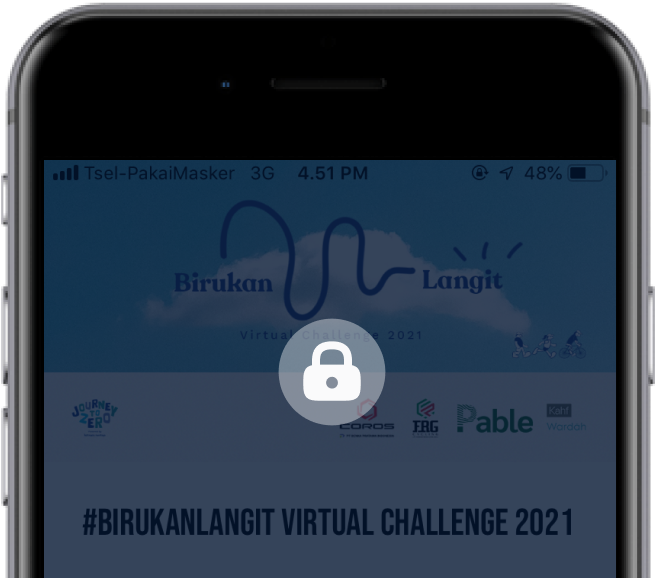 Tsel-PakaiMasker 3G 4.51 PM 48%
Birukan Langit
Virtual Challenge 2021
JOURNEY TO ZERO
COROS ERG Pable Kahf
Wardah
#BIRUKANLANGIT VIRTUAL CHALLENGE 2021